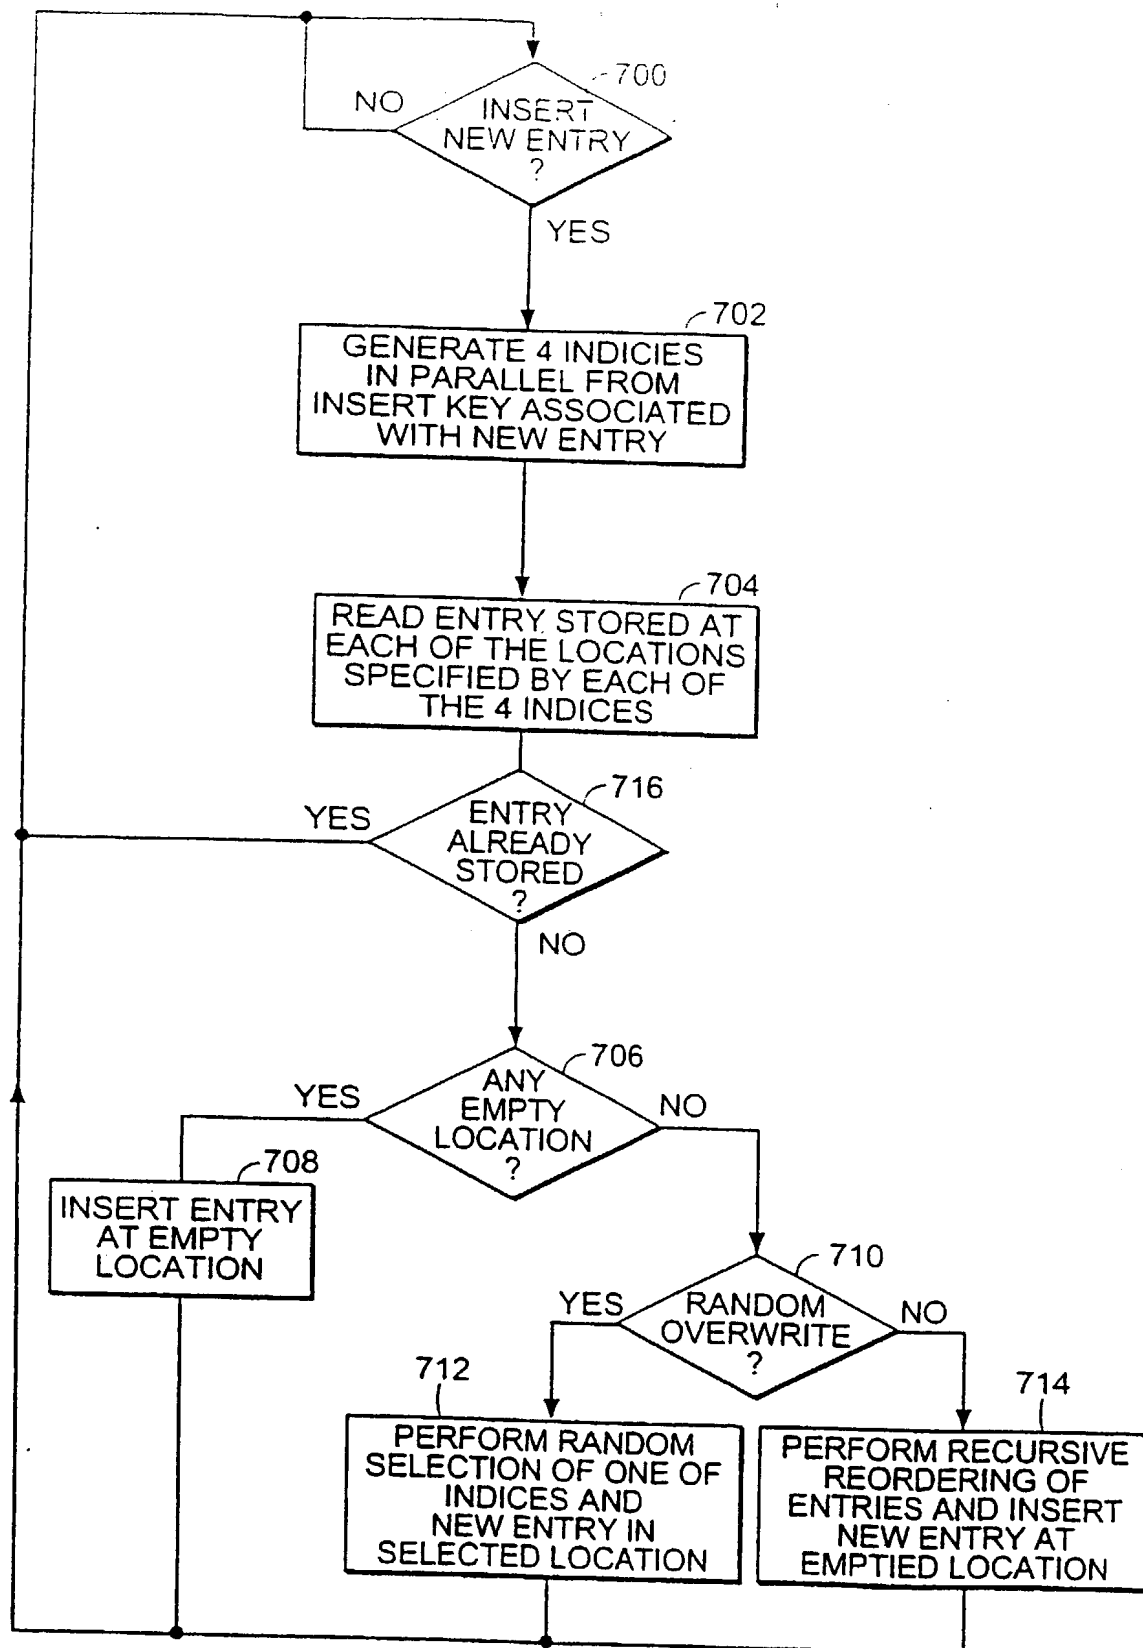 700
NO
INSERT
NEW ENTRY
?
YES
702
GENERATE 4 INDICIES
IN PARALLEL FROM
INSERT KEY ASSOCIATED
WITH NEW ENTRY
704
READ ENTRY STORED AT
EACH OF THE LOCATIONS
SPECIFIED BY EACH OF
THE 4 INDICES
716
YES
ENTRY
ALREADY
STORED
?
NO
706
YES
ANY
EMPTY
LOCATION
?
NO
708
INSERT ENTRY
AT EMPTY
LOCATION
710
YES
RANDOM
OVERWRITE
?
NO
712
PERFORM RANDOM
SELECTION OF ONE OF
INDICES AND
NEW ENTRY IN
SELECTED LOCATION
714
PERFORM RECURSIVE
REORDERING OF
ENTRIES AND INSERT
NEW ENTRY AT
EMPTIED LOCATION